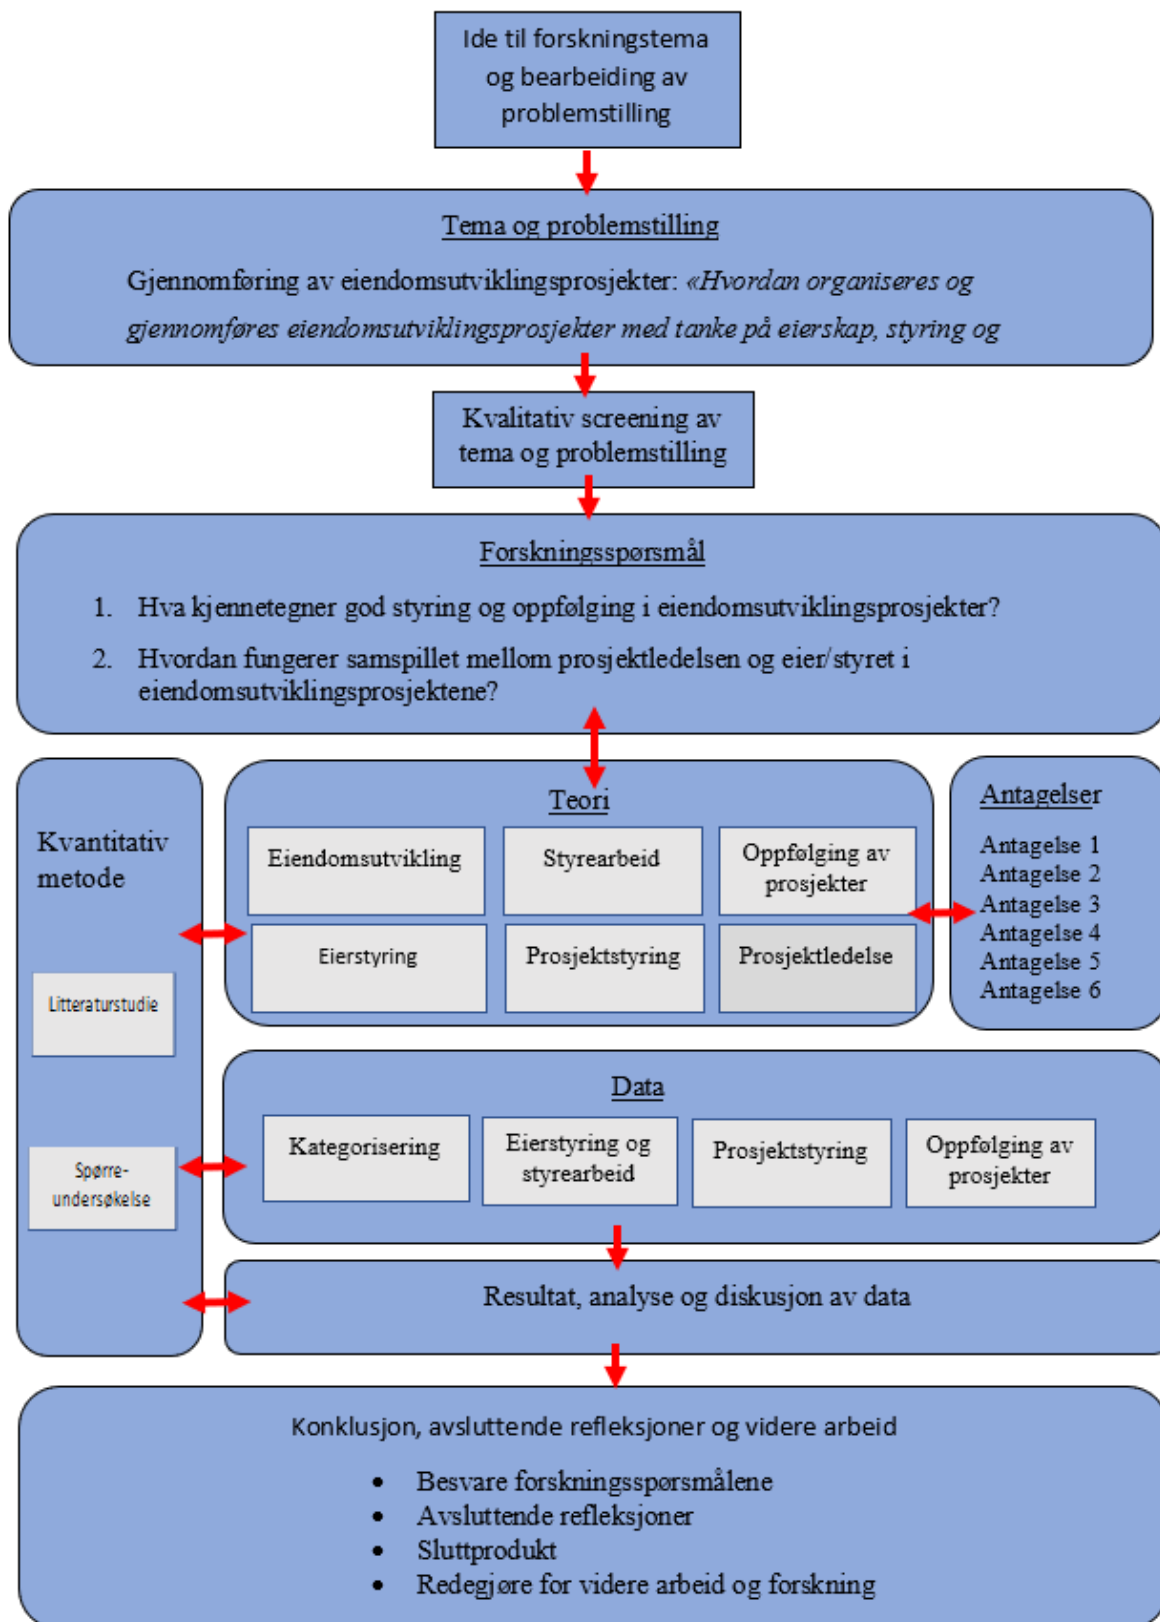 Ide til forskningstema
og bearbeiding av
problemstilling
Tema og problemstilling
Gjennomføring av eiendomsutviklingsprosjekter: «Hvordan organiseres og
gjennomføres eiendomsutviklingsprosjekter med tanke på eierskap, styring og
Kvalitativ screening av
tema og problemstilling
Forskningsspørsmål
1. Hva kjennetegner god styring og oppfølging i eiendomsutviklingsprosjekter?
2. Hvordan fungerer samspillet mellom prosjektledelsen og eier/styret i
eiendomsutviklingsprosjektene?
Kvantitativ
metode
Litteraturstudie
Spørre-
undersøkelse
Teori
Eiendomsutvikling
Styrearbeid
Oppfølging av
prosjekter
Eierstyring
Prosjektstyring
Prosjektledelse
Antagelser
Antagelse 1
Antagelse 2
Antagelse 3
Antagelse 4
Antagelse 5
Antagelse 6
Data
Kategorisering
Eierstyring og
styrearbeid
Prosjektstyring
Oppfølging av
prosjekter
Resultat, analyse og diskusjon av data
Konklusjon, avsluttende refleksjoner og videre arbeid
• Besvare forskningsspørsmålene
• Avsluttende refleksjoner
• Sluttprodukt
• Redegjøre for videre arbeid og forskning